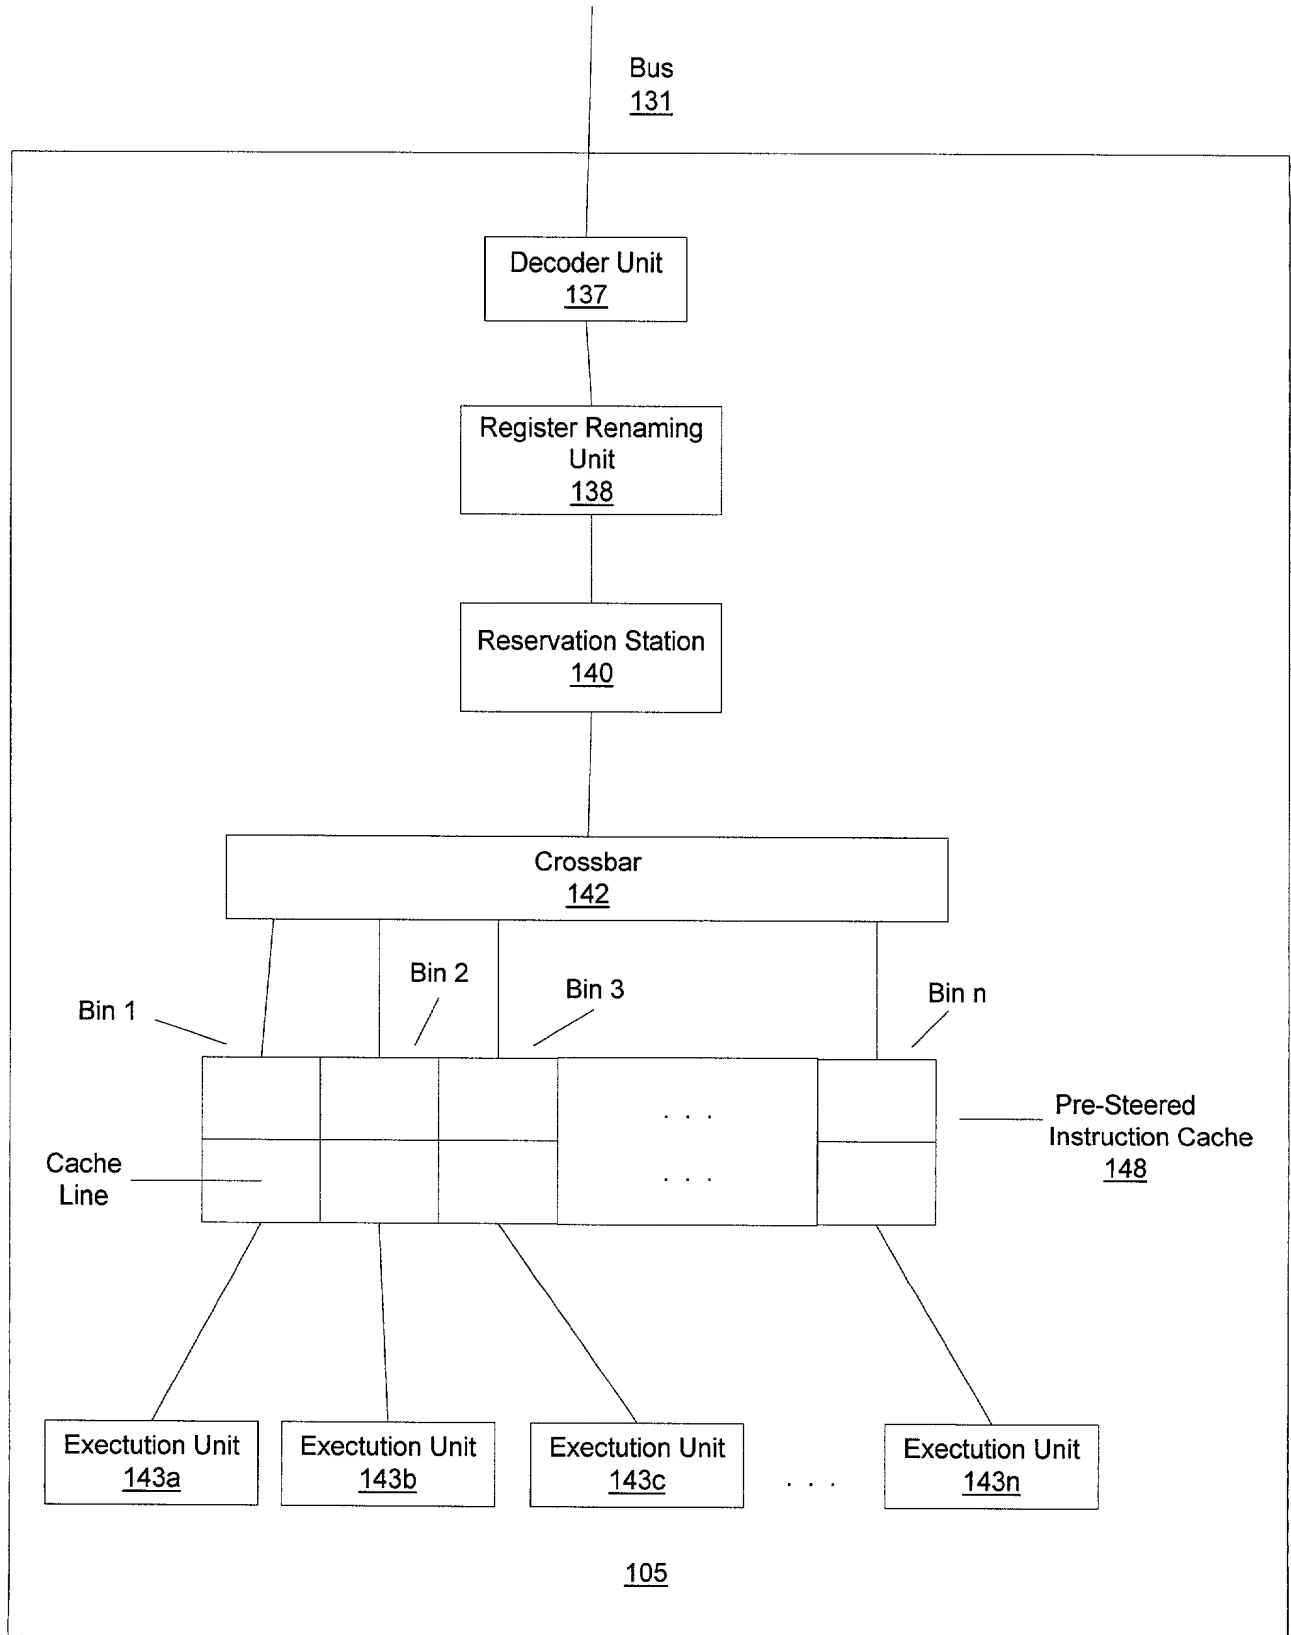 Bus
131
Decoder Unit
137
Register Renaming
Unit
138
Reservation Station
140
Crossbar
142
Bin 1
Bin 2
Bin 3
Bin n
. . .
Pre-Steered
Instruction Cache
148
Cache
Line
. . .
Exectution Unit
143a
Exectution Unit
143b
Exectution Unit
143c
. . .
Exectution Unit
143n
105